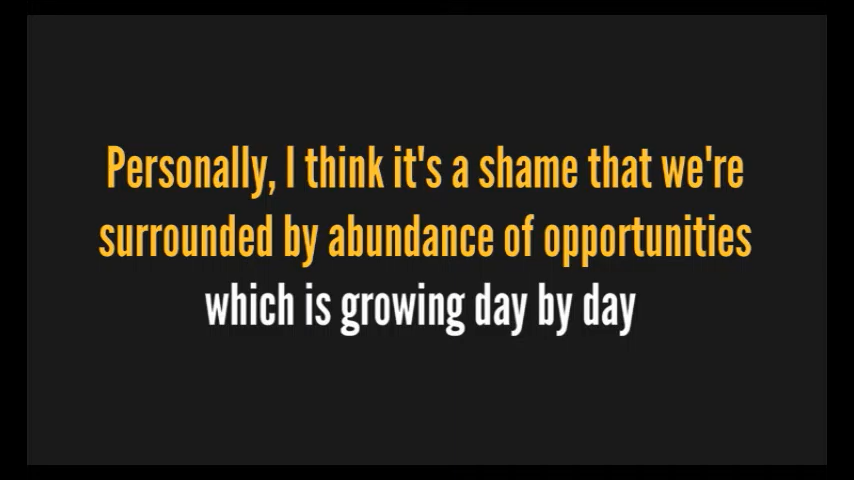 Personally, I think it's a shame that we're
surrounded by abundance of opportunities
which is growing day by day